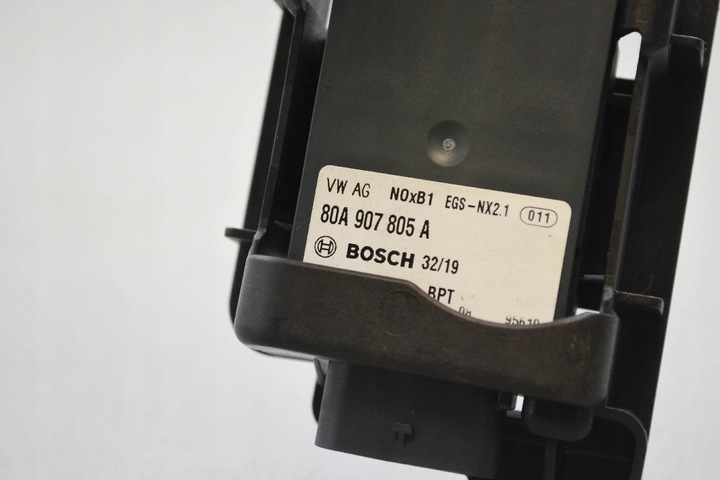 VW AG NOxB1 EGS-NX2.1 011
80A 907 805 A
BOSCH 32/19
BPT